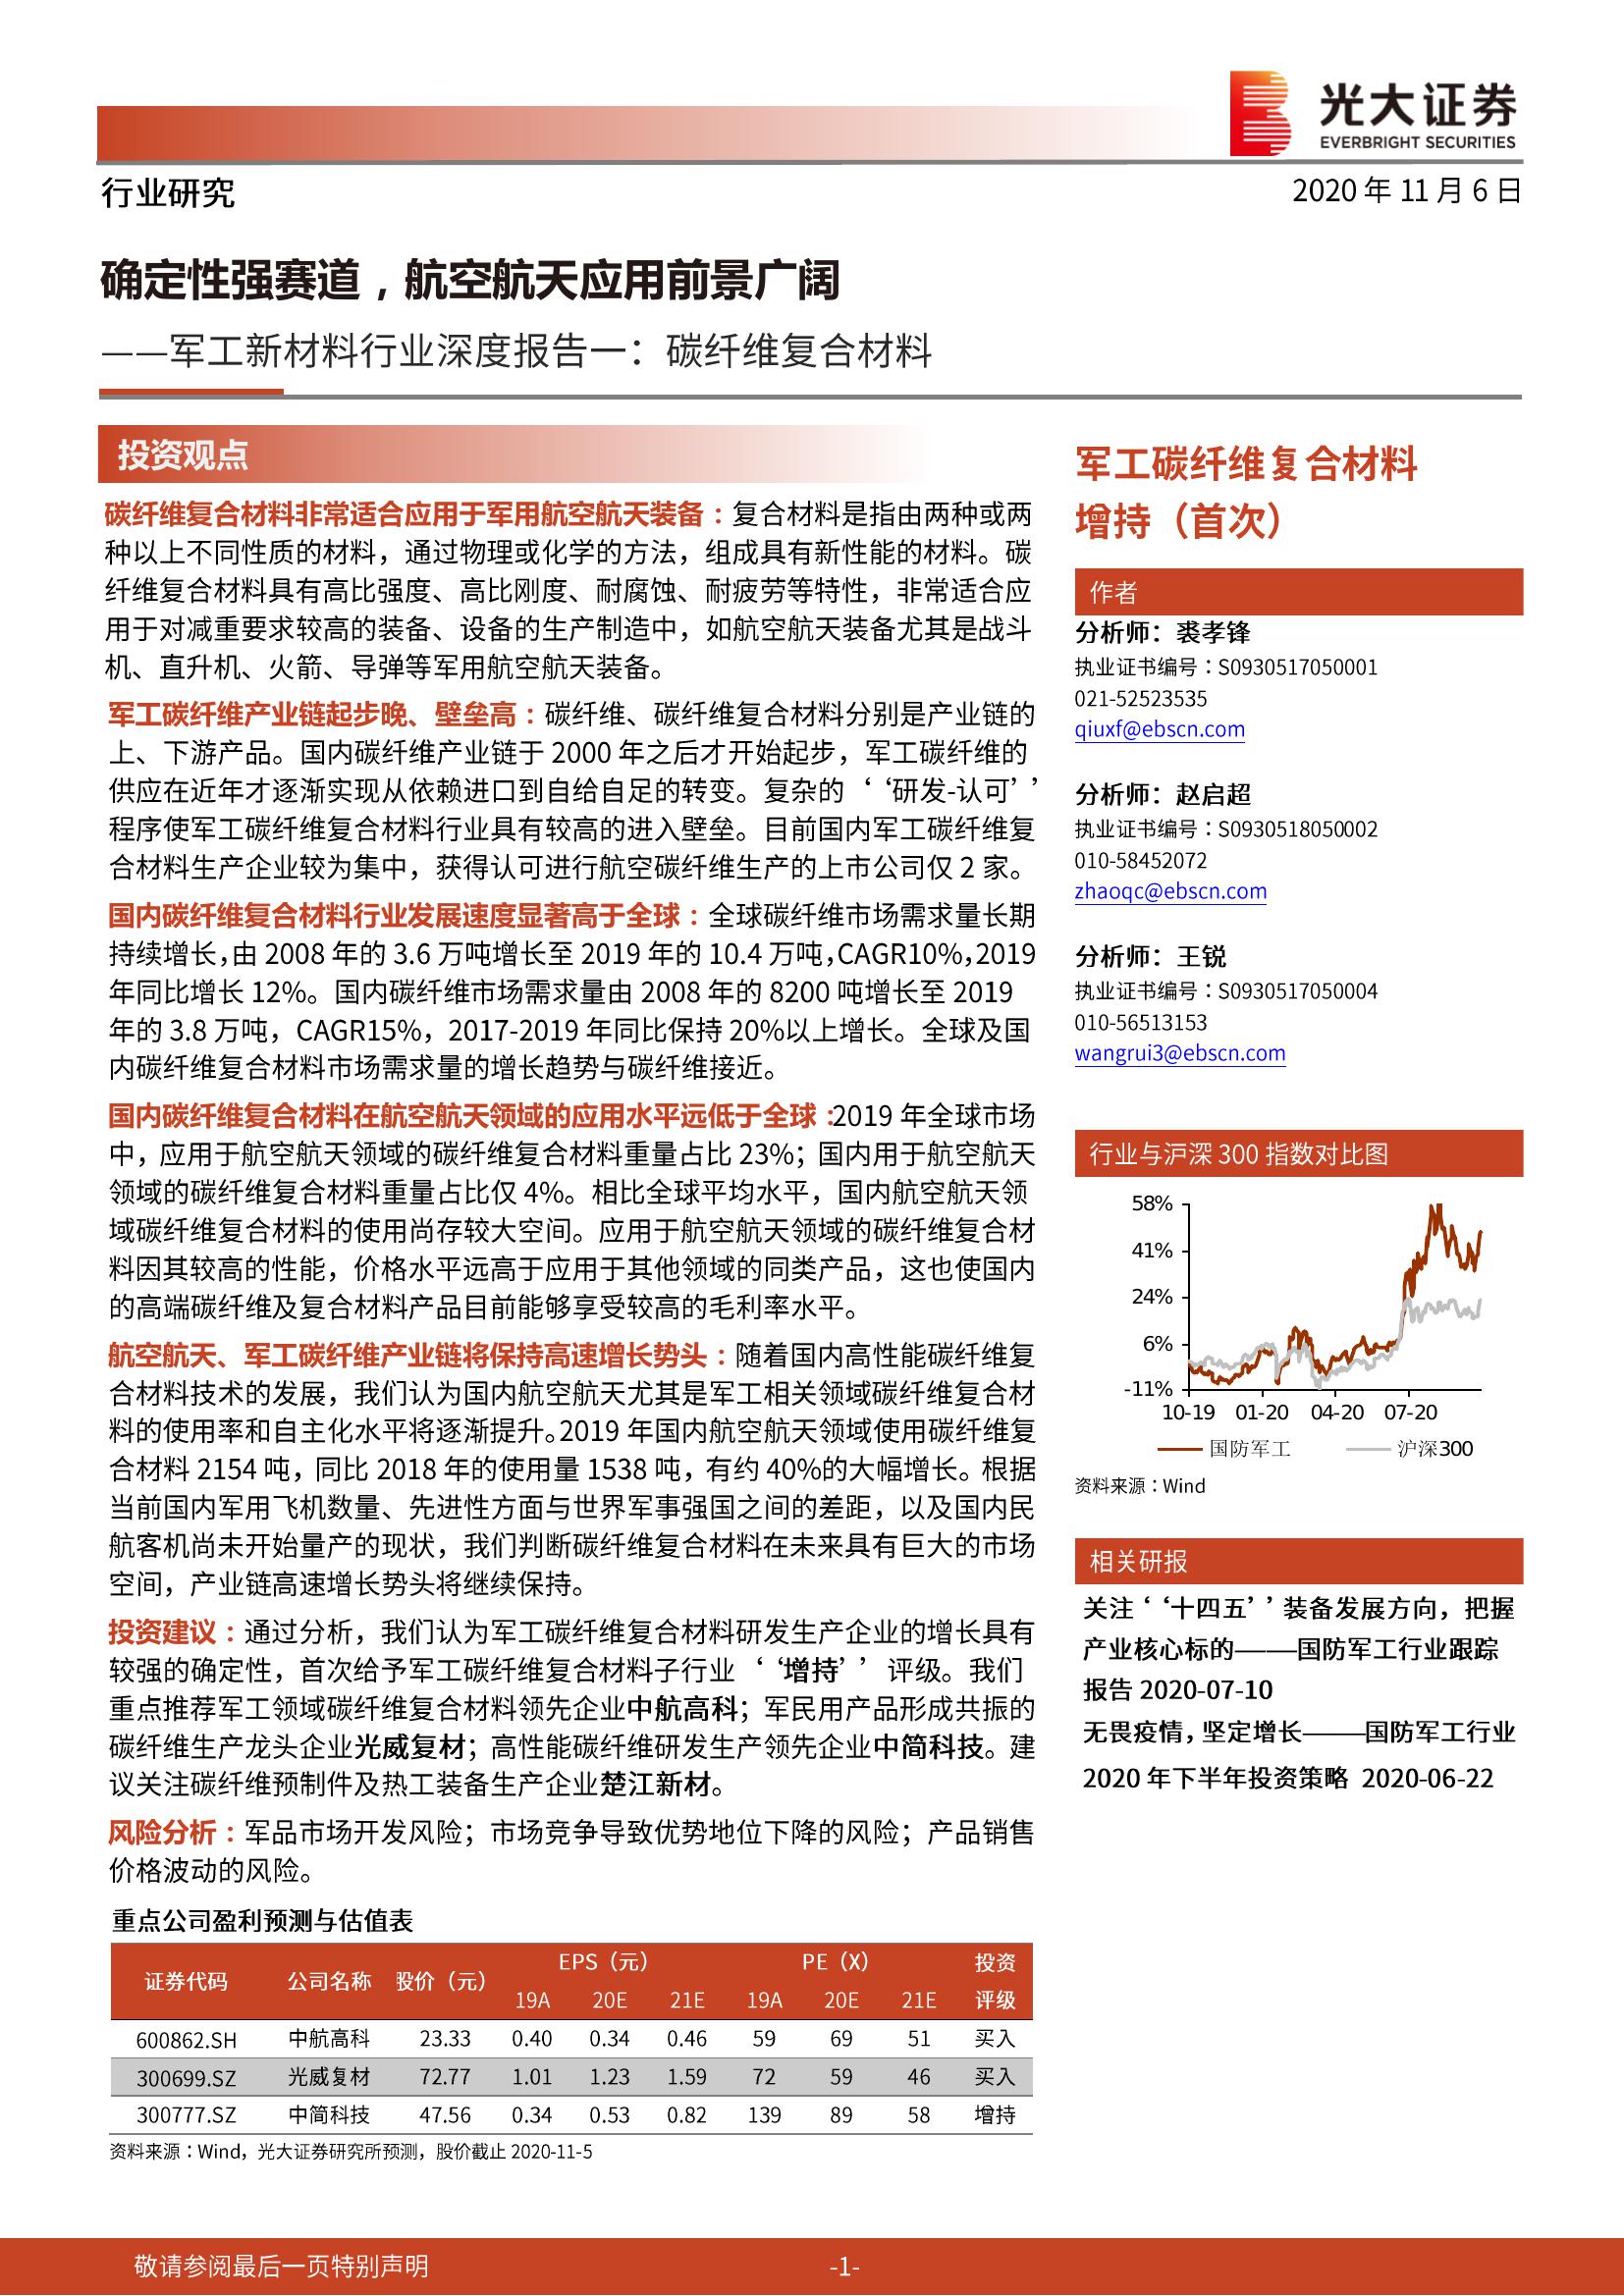 光大证券
EVERBRIGHT SECURITIES
行业研究
2020 年 11 月 6 日
确定性强赛道，航空航天应用前景广阔
——军工新材料行业深度报告一：碳纤维复合材料
投资观点
碳纤维复合材料非常适合应用于军用航空航天装备：复合材料是指由两种或两
种以上不同性质的材料，通过物理或化学的方法，组成具有新性能的材料。碳
纤维复合材料具有高比强度、高比刚度、耐腐蚀、耐疲劳等特性，非常适合应
用于对减重要求较高的装备、设备的生产制造中，如航空航天装备尤其是战斗
机、直升机、火箭、导弹等军用航空航天装备。
军工碳纤维产业链起步晚、壁垒高：碳纤维、碳纤维复合材料分别是产业链的
上、下游产品。国内碳纤维产业链于 2000 年之后才开始起步，军工碳纤维的
供应在近年才逐渐实现从依赖进口到自给自足的转变。复杂的‘‘研发-认可’’
程序使军工碳纤维复合材料行业具有较高的进入壁垒。目前国内军工碳纤维复
合材料生产企业较为集中，获得认可进行航空碳纤维生产的上市公司仅 2 家。
国内碳纤维复合材料行业发展速度显著高于全球：全球碳纤维市场需求量长期
持续增长，由 2008 年的 3.6 万吨增长至 2019 年的 10.4 万吨，CAGR10%，2019
年同比增长 12%。国内碳纤维市场需求量由 2008 年的 8200 吨增长至 2019
年的 3.8 万吨，CAGR15%，2017-2019 年同比保持 20%以上增长。全球及国
内碳纤维复合材料市场需求量的增长趋势与碳纤维接近。
国内碳纤维复合材料在航空航天领域的应用水平远低于全球：2019 年全球市场
中，应用于航空航天领域的碳纤维复合材料重量占比 23%；国内用于航空航天
领域的碳纤维复合材料重量占比仅 4%。相比全球平均水平，国内航空航天领
域碳纤维复合材料的使用尚存较大空间。应用于航空航天领域的碳纤维复合材
料因其较高的性能，价格水平远高于应用于其他领域的同类产品，这也使国内
的高端碳纤维及复合材料产品目前能够享受较高的毛利率水平。
航空航天、军工碳纤维产业链将保持高速增长势头：随着国内高性能碳纤维复
合材料技术的发展，我们认为国内航空航天尤其是军工相关领域碳纤维复合材
料的使用率和自主化水平将逐渐提升。2019 年国内航空航天领域使用碳纤维复
合材料 2154 吨，同比 2018 年的使用量 1538 吨，有约 40%的大幅增长。根据
当前国内军用飞机数量、先进性方面与世界军事强国之间的差距，以及国内民
航客机尚未开始量产的现状，我们判断碳纤维复合材料在未来具有巨大的市场
空间，产业链高速增长势头将继续保持。
投资建议：通过分析，我们认为军工碳纤维复合材料研发生产企业的增长具有
较强的确定性，首次给予军工碳纤维复合材料子行业‘‘增持’’评级。我们
重点推荐军工领域碳纤维复合材料领先企业中航高科；军民用产品形成共振的
碳纤维生产龙头企业光威复材；高性能碳纤维研发生产领先企业中简科技。建
议关注碳纤维预制件及热工装备生产企业楚江新材。
风险分析：军品市场开发风险；市场竞争导致优势地位下降的风险；产品销售
价格波动的风险。
重点公司盈利预测与估值表
证券代码 公司名称 股价（元） EPS（元） PE（X） 投资评级
19A 20E 21E 19A 20E 21E
600862.SH 中航高科 23.33 0.40 0.34 0.46 59 69 51 买入
300699.SZ 光威复材 72.77 1.01 1.23 1.59 72 59 46 买入
300777.SZ 中简科技 47.56 0.34 0.53 0.82 139 89 58 增持
资料来源：Wind，光大证券研究所预测，股价截止 2020-11-5
军工碳纤维复合材料
增持（首次）
作者
分析师：裘孝锋
执业证书编号：S0930517050001
021-52523535
qiuxf@ebscn.com
分析师：赵启超
执业证书编号：S0930518050002
010-58452072
zhaoqc@ebscn.com
分析师：王锐
执业证书编号：S0930517050004
010-56513153
wangrui3@ebscn.com
行业与沪深 300 指数对比图
58%
41%
24%
6%
-11%
10-19 01-20 04-20 07-20
国防军工 沪深300
资料来源：Wind
相关研报
关注‘‘十四五’’装备发展方向，把握
产业核心标的——国防军工行业跟踪
报告 2020-07-10
无畏疫情，坚定增长——国防军工行业
2020 年下半年投资策略 2020-06-22
敬请参阅最后一页特别声明
-1-